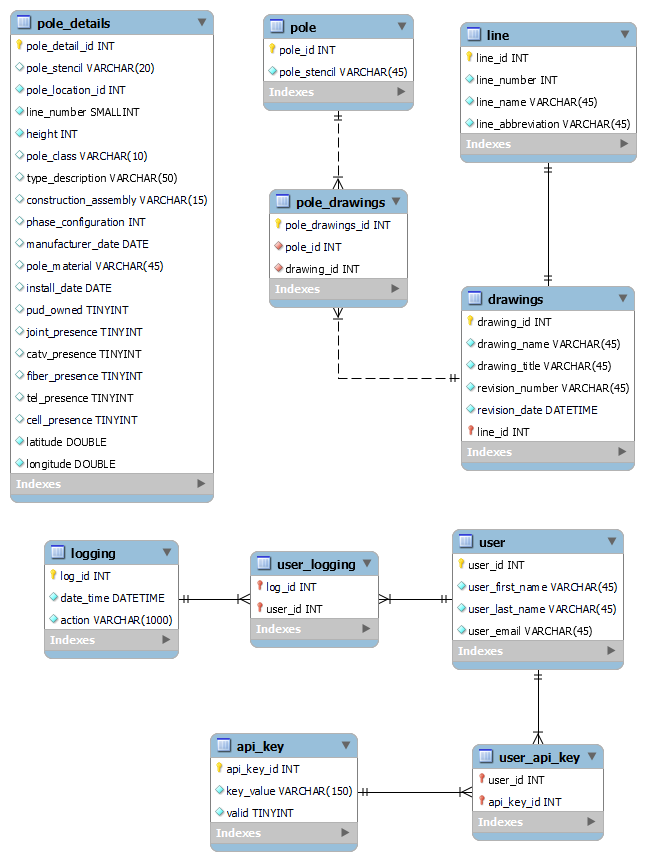 pole_details
pole_detail_id INT
pole_stencil VARCHAR(20)
pole_location_id INT
line_number SMALLINT
height INT
pole_class VARCHAR(10)
type_description VARCHAR(50)
construction_assembly VARCHAR(15)
phase_configuration INT
manufacturer_date DATE
pole_material VARCHAR(45)
install_date DATE
pud_owned TINYINT
joint_presence TINYINT
catv_presence TINYINT
fiber_presence TINYINT
tel_presence TINYINT
cell_presence TINYINT
latitude DOUBLE
longitude DOUBLE
Indexes
pole
pole_id INT
pole_stencil VARCHAR(45)
Indexes
line
line_id INT
line_number INT
line_name VARCHAR(45)
line_abbreviation VARCHAR(45)
Indexes
pole_drawings
pole_drawings_id INT
pole_id INT
drawing_id INT
Indexes
drawings
drawing_id INT
drawing_name VARCHAR(45)
drawing_title VARCHAR(45)
revision_number VARCHAR(45)
revision_date DATETIME
line_id INT
Indexes
logging
log_id INT
date_time DATETIME
action VARCHAR(1000)
Indexes
user_logging
log_id INT
user_id INT
Indexes
user
user_id INT
user_first_name VARCHAR(45)
user_last_name VARCHAR(45)
user_email VARCHAR(45)
Indexes
api_key
api_key_id INT
key_value VARCHAR(150)
valid TINYINT
Indexes
user_api_key
user_id INT
api_key_id INT
Indexes